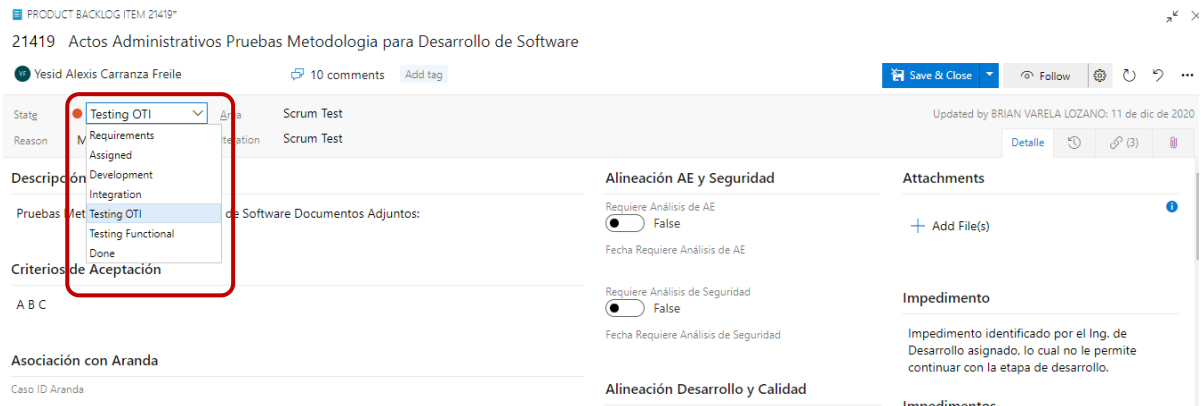 PRODUCT BACKLOG ITEM 21419*
21419 Actos Administrativos Pruebas Metodologia para Desarrollo de Software
YF Yesid Alexis Carranza Freile 10 comments Add tag Save & Close Follow
State Testing OTI Area Scrum Test Updated by BRIAN VARELA LOZANO: 11 de dic de 2020
Reason M Iteration Scrum Test Detalle (3)
Requirements
Assigned
Development
Integration
Testing OTI
Testing Functional
Done
Descripción
Pruebas Met de Software Documentos Adjuntos:
Criterios de Aceptación
A B C
Asociación con Aranda
Caso ID Aranda
Alineación AE y Seguridad
Requiere Análisis de AE
False
Fecha Requiere Análisis de AE
Requiere Análisis de Seguridad
False
Fecha Requiere Análisis de Seguridad
Alineación Desarrollo y Calidad
Attachments
Add File(s)
Impedimento
Impedimento identificado por el Ing. de
Desarrollo asignado, lo cual no le permite
continuar con la etapa de desarrollo.
Impedimentos